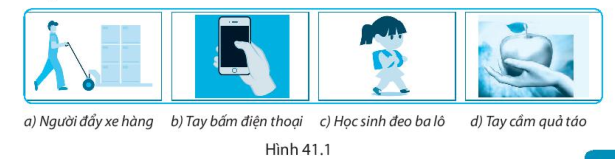 a) Người đẩy xe hàng b) Tay bấm điện thoại c) Học sinh đeo ba lô d) Tay cầm quả táo
Hình 41.1